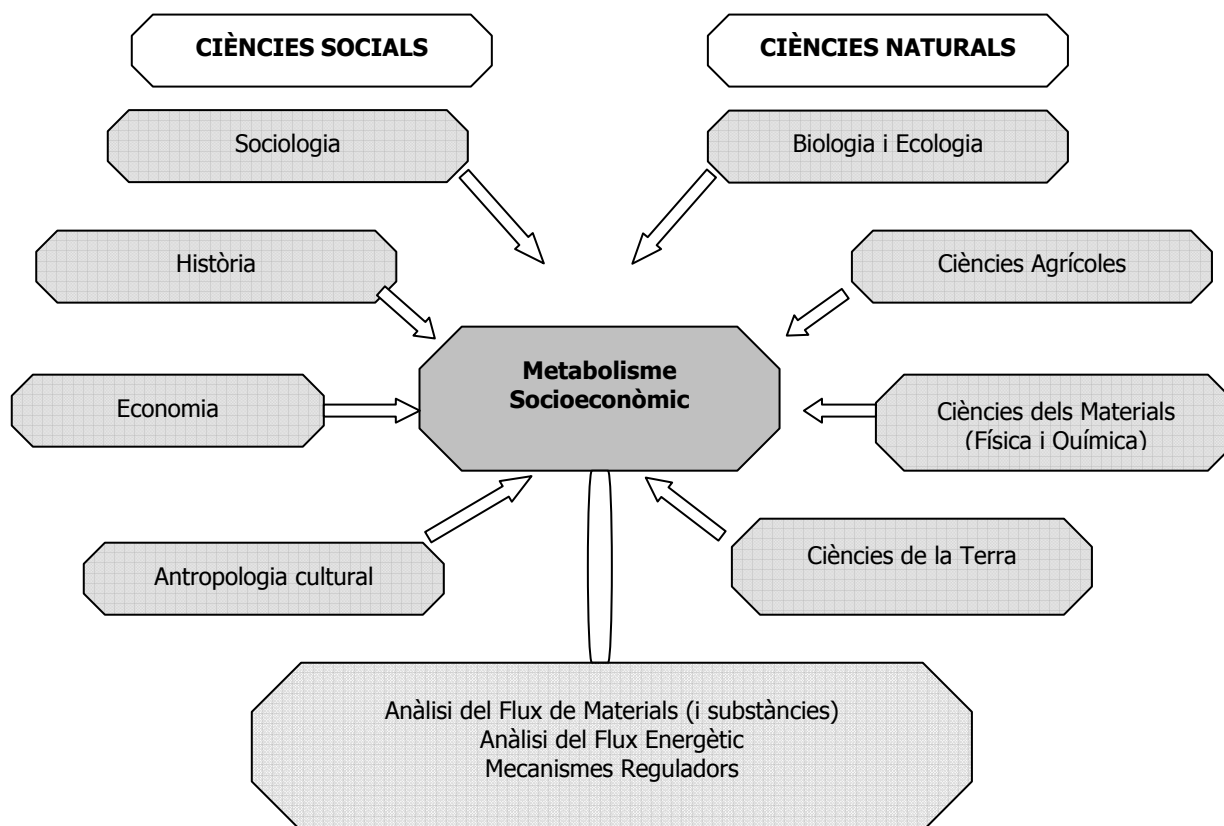 CIÈNCIES SOCIALS
CIÈNCIES NATURALS
Sociologia
Biologia i Ecologia
Història
Ciències Agrícoles
Metabolisme
Socioeconòmic
Economia
Ciències dels Materials
(Física i Química)
Antropologia cultural
Ciències de la Terra
Anàlisi del Flux de Materials (i substàncies)
Anàlisi del Flux Energètic
Mecanismes Reguladors